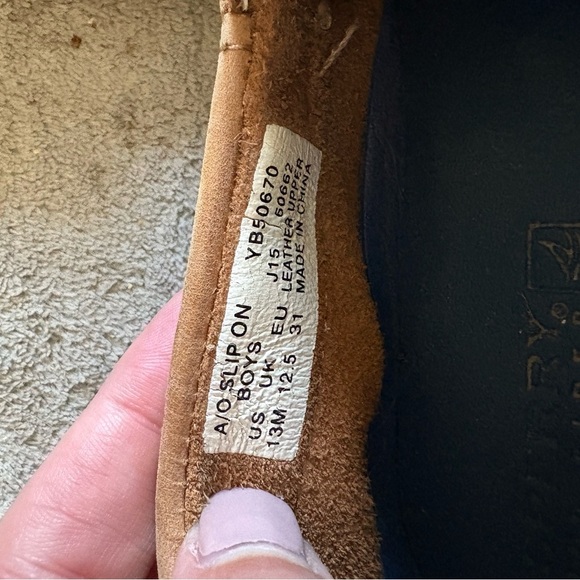 A/O SLIP ON YB50670
BOYS J15 60662
US UK EU LEATHER UPPER
13M 12.5 31 MADE IN CHINA